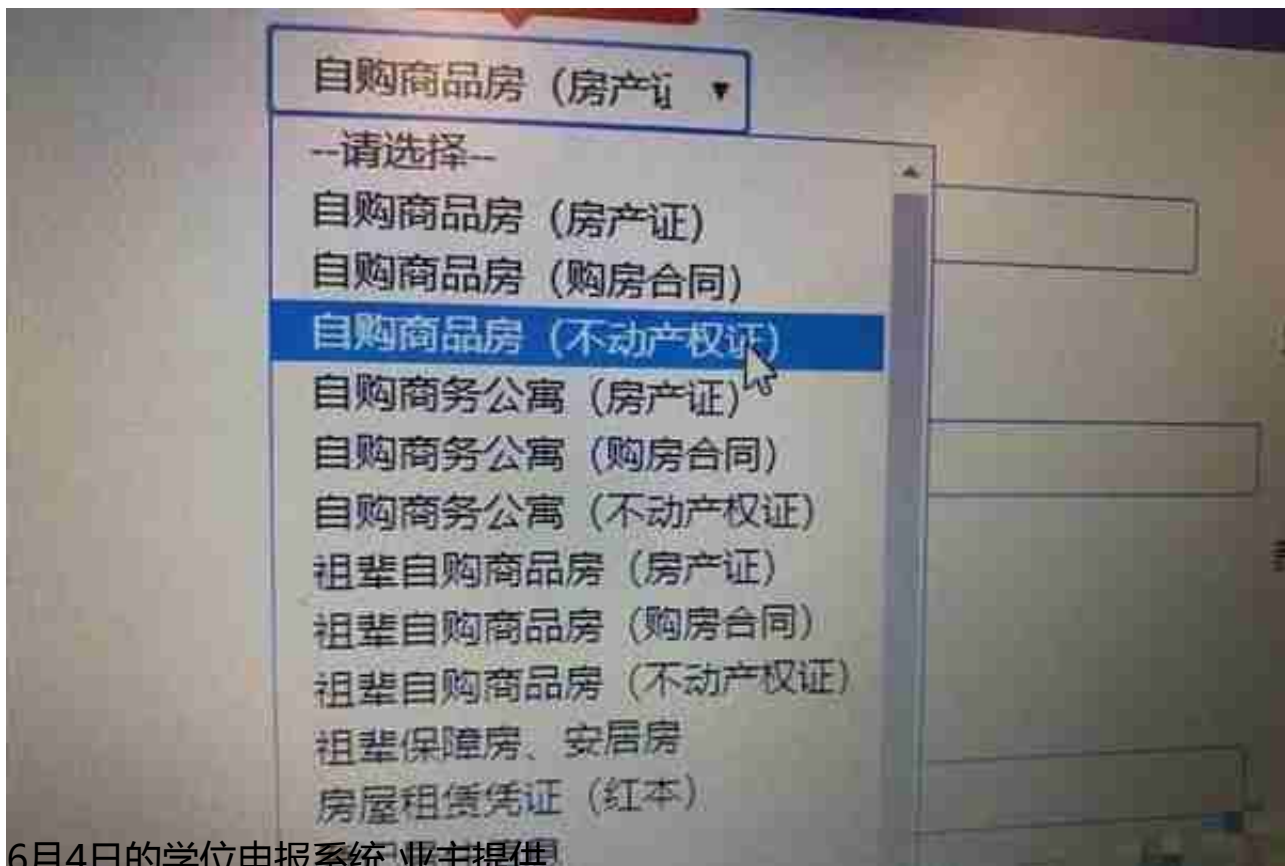 自购商品房（房产证
--请选择--
自购商品房（房产证）
自购商品房（购房合同）
自购商品房（不动产权证）
自购商务公寓（房产证）
自购商务公寓（购房合同）
自购商务公寓（不动产权证）
祖辈自购商品房（房产证）
祖辈自购商品房（购房合同）
祖辈自购商品房（不动产权证）
祖辈保障房、安居房
房屋租赁凭证（红本）
6月4日的学位申报系统 业主提供